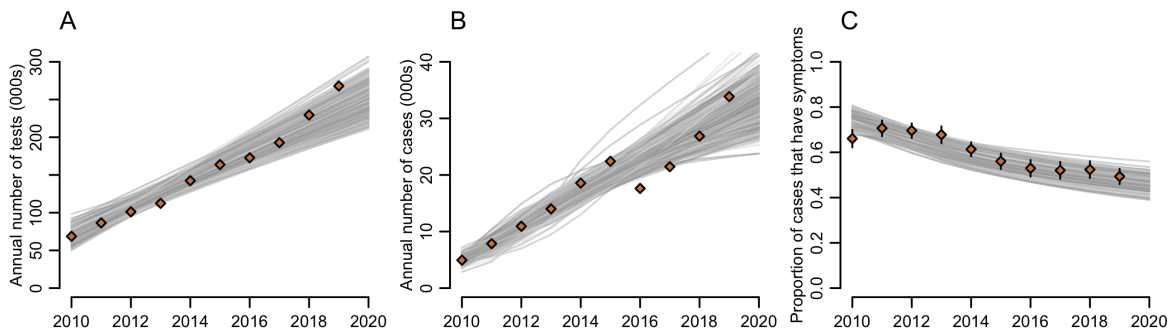 A
Annual number of tests (000s)
0
50
100
200
300
2010 2012 2014 2016 2018 2020
B
Annual number of cases (000s)
0
10
20
30
40
2010 2012 2014 2016 2018 2020
C
Proportion of cases that have symptoms
0.0
0.2
0.4
0.6
0.8
1.0
2010 2012 2014 2016 2018 2020